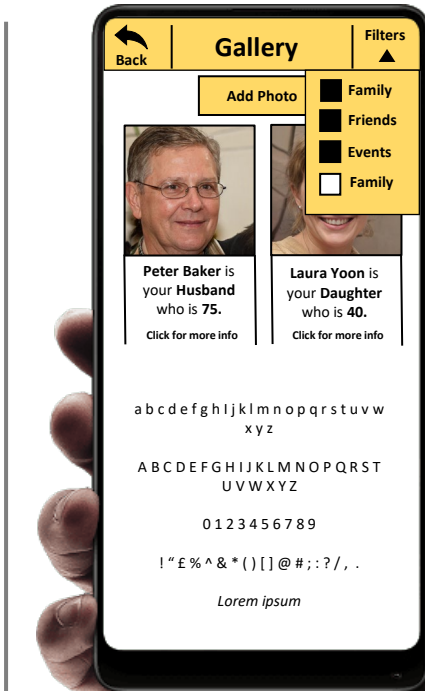 Back
Gallery
Filters
Add Photo
Family
Friends
Events
Family
Peter Baker is
your Husband
who is 75.
Click for more info
Laura Yoon is
your Daughter
who is 40.
Click for more info
a b c d e f g h I j k l m n o p q r s t u v w
x y z
A B C D E F G H I J K L M N O P Q R S T
U V W X Y Z
0 1 2 3 4 5 6 7 8 9
! “ £ % ^ & * ( ) [ ] @ # ; : ? / , .
Lorem ipsum